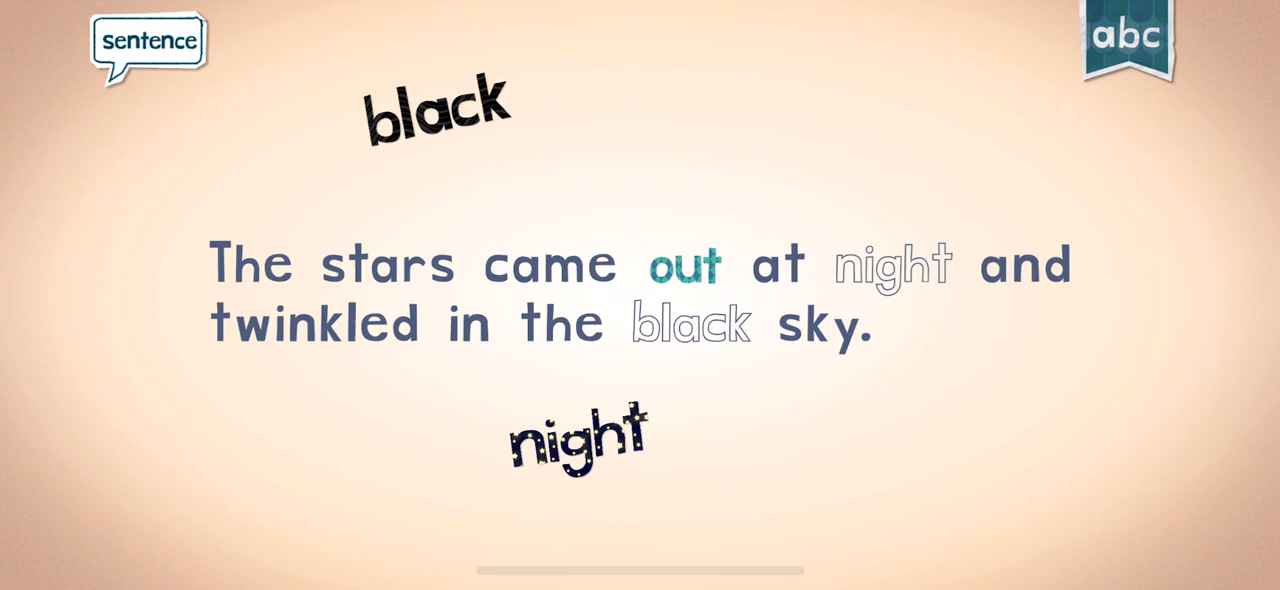 sentence
abc
black
The stars came out at night and
twinkled in the black sky.
night